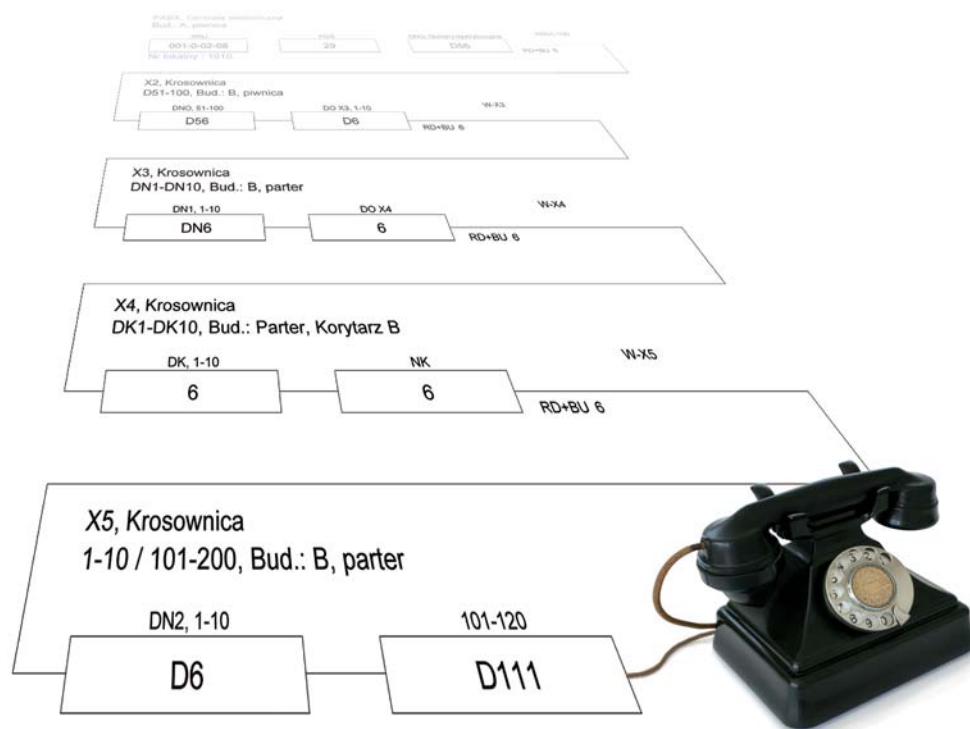 PABX, Centrala telefoniczna
Bud.: A, piwnica
001-0-02-08
29
D56
RD+BU 6
Nr lokalny : 1010
X2, Krosownica
D51-100, Bud.: B, piwnica
DNO, 51-100
DO X3, 1-10
W-X3
D56
D6
RD+BU 6
X3, Krosownica
DN1-DN10, Bud.: B, parter
DN1, 1-10
DO X4
W-X4
DN6
6
RD+BU 6
X4, Krosownica
DK1-DK10, Bud.: Parter, Korytarz B
DK, 1-10
NK
W-X5
6
6
RD+BU 6
X5, Krosownica
1-10 / 101-200, Bud.: B, parter
DN2, 1-10
101-120
D6
D111